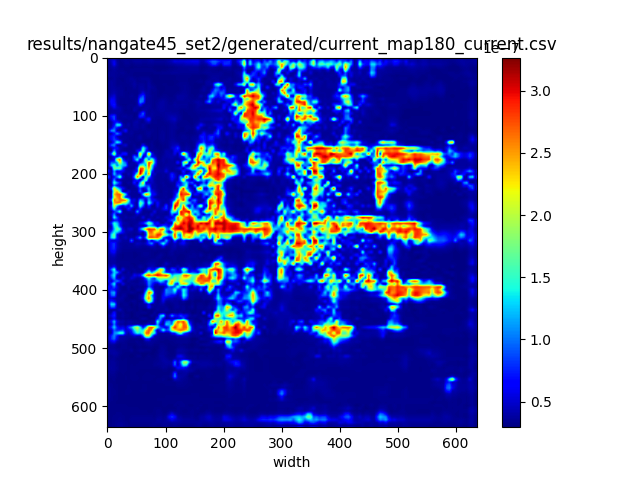 results/nangate45_set2/generated/current_map180_current.csv
1e−7
0
100
200
300
400
500
600
height
0 100 200 300 400 500 600
width
3.0
2.5
2.0
1.5
1.0
0.5